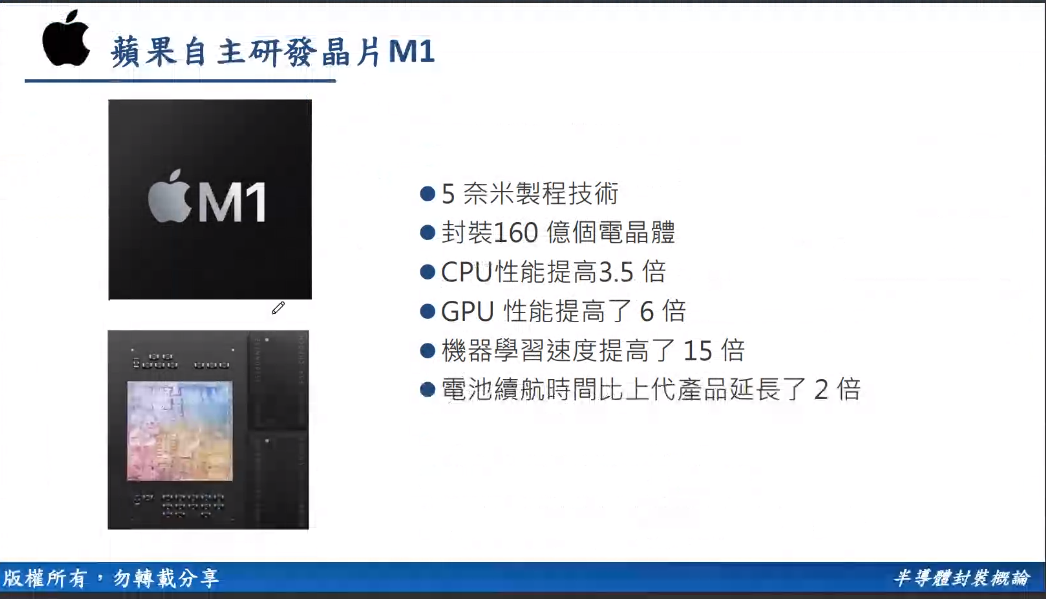 蘋果自主研發晶片M1
M1
●5 奈米製程技術
●封裝160 億個電晶體
●CPU性能提高3.5 倍
●GPU 性能提高了 6 倍
●機器學習速度提高了 15 倍
●電池續航時間比上代產品延長了 2 倍
版權所有，勿轉載分享
半導體封裝概論